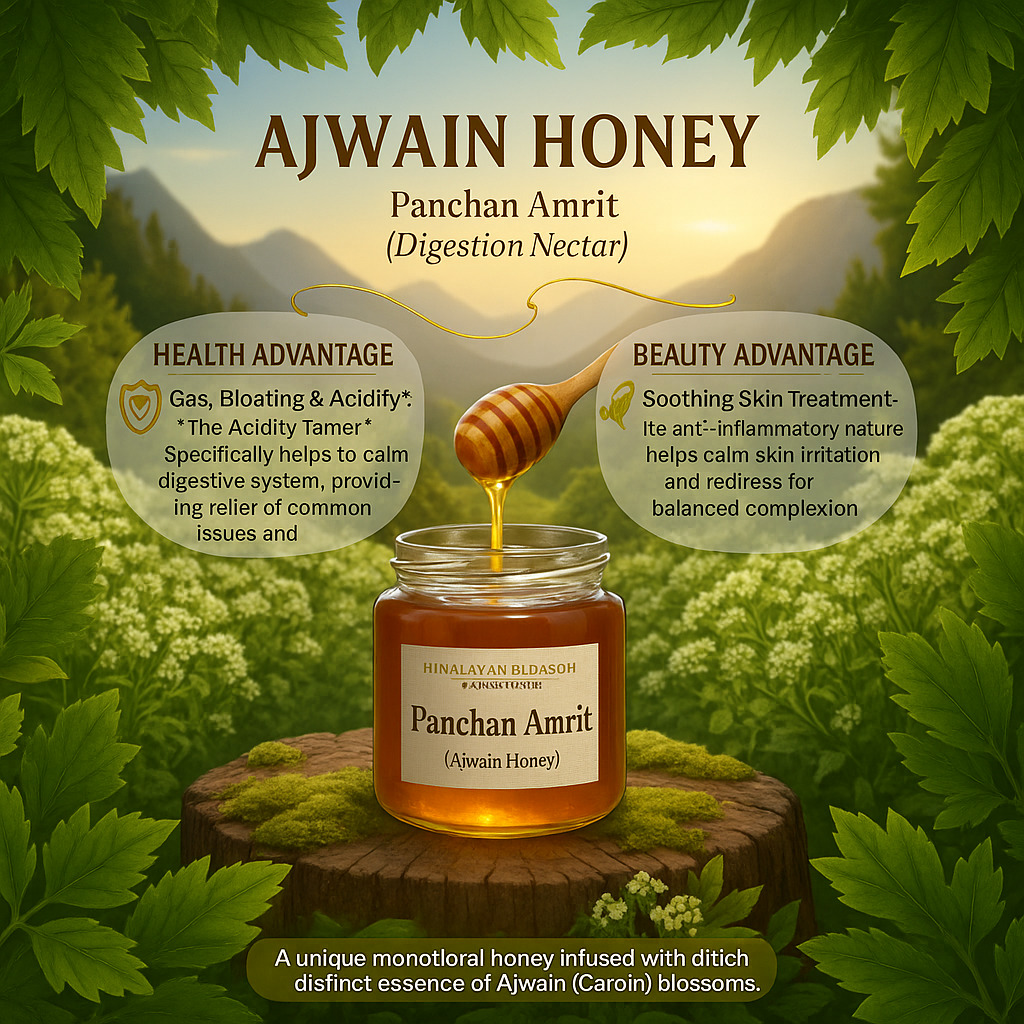 AJWAIN HONEY
Panchan Amrit
(Digestion Nectar)
HEALTH ADVANTAGE
Gas, Bloating & Acidify*:
*The Acidity Tamer*
Specifically helps to calm
digestive system, provid-
ing relier of common
issues and
BEAUTY ADVANTAGE
Soothing Skin Treatment-
Ite ant-̈-inflammatory nature
helps calm skin irritation
and rediress for
balanced complexion
HINALAYAN BLDASOH
Panchan Amrit
(Ajwain Honey)
A unique monotloral honey infused with ditich
disfinct essence of Ajwain (Caroin) blossoms.